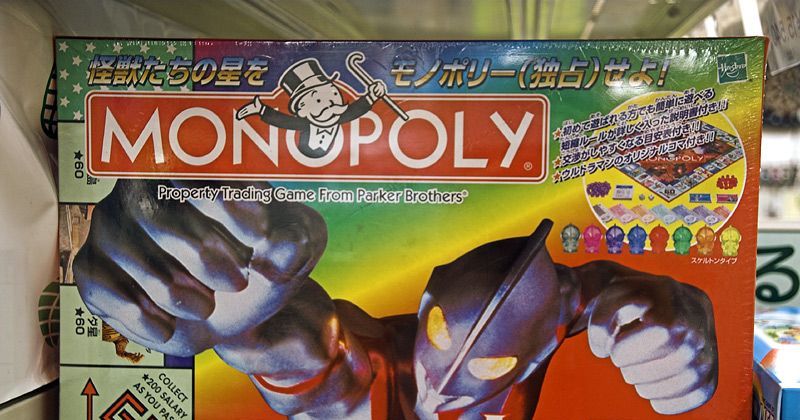 怪獣たちの星を モノポリー(独占)せよ!
Hasbro
MONOPOLY®
Property Trading Game From Parker Brothers®
★初めて遊ばれる方でも簡単に遊べる
短縮ルールが詳しく入った説明書付き!!
★交渉がしやすくなる目安表付き!!
★ウルトラマンのオリジナルコマ付き!!
MONOPOLY
GO
スケルトンタイプ
★60
星
★60
COLLECT
★200 SALARY
AS YOU PASS